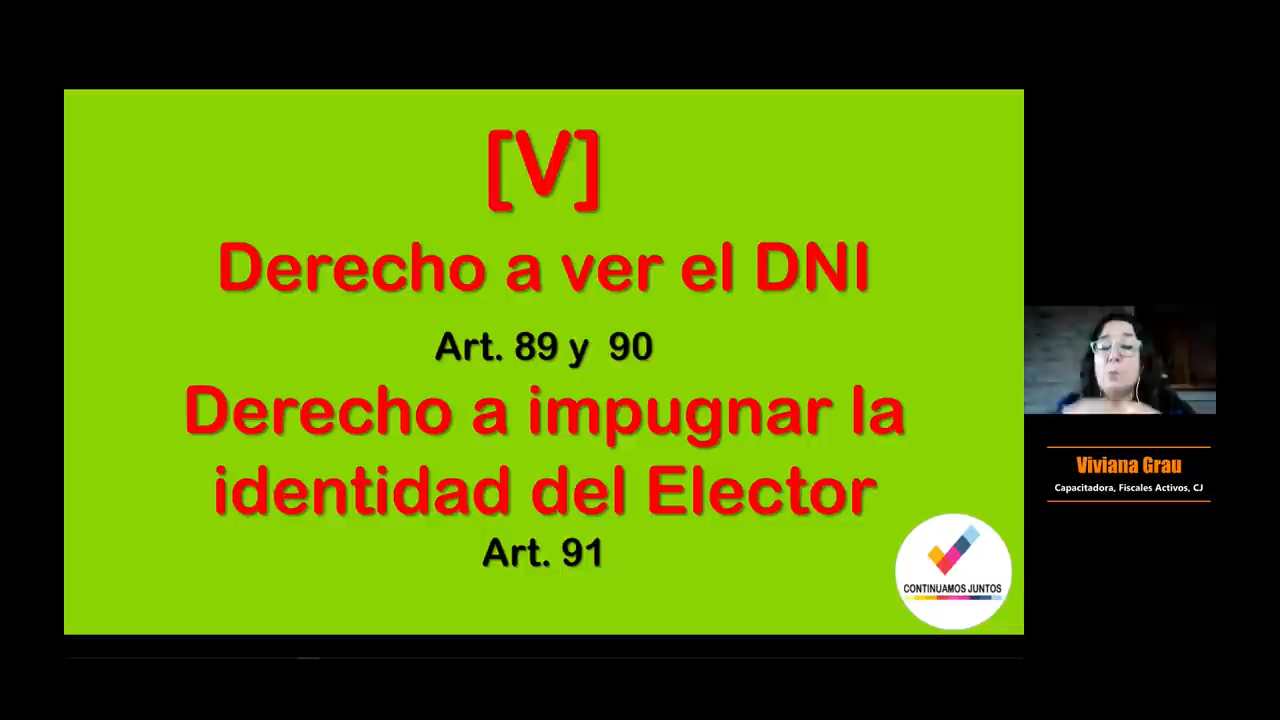 [V]
Derecho a ver el DNI
Art. 89 y 90
Derecho a impugnar la
identidad del Elector
Art. 91
CONTINUAMOS JUNTOS
Viviana Grau
Capacitadora, Fiscales Activos, CJ